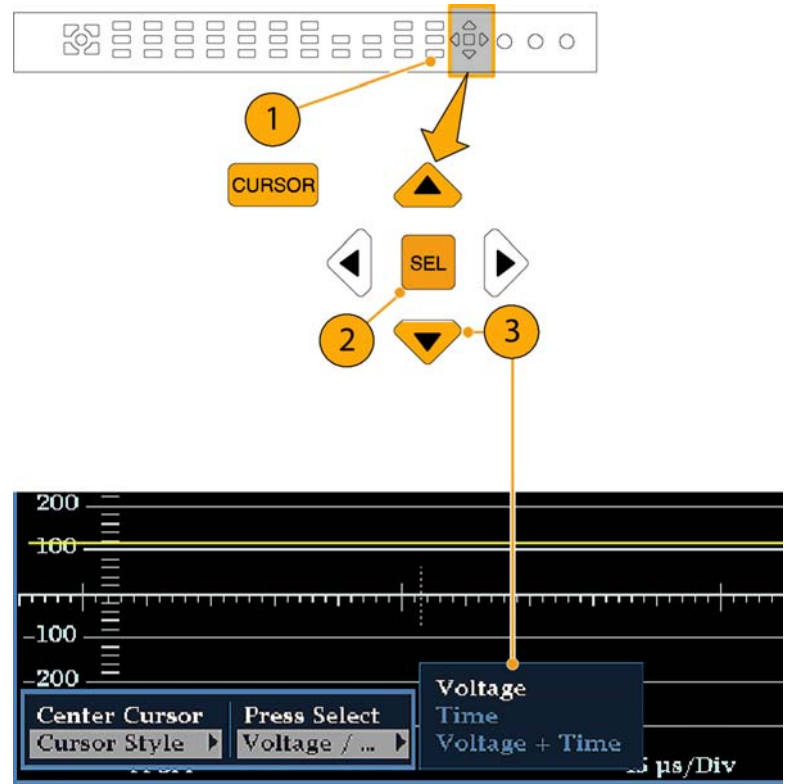 1
CURSOR
SEL
2
3
200
100
-100
-200
Center Cursor
Press Select
Voltage
Cursor Style
Voltage / ...
Time
Voltage + Time
µs/Div